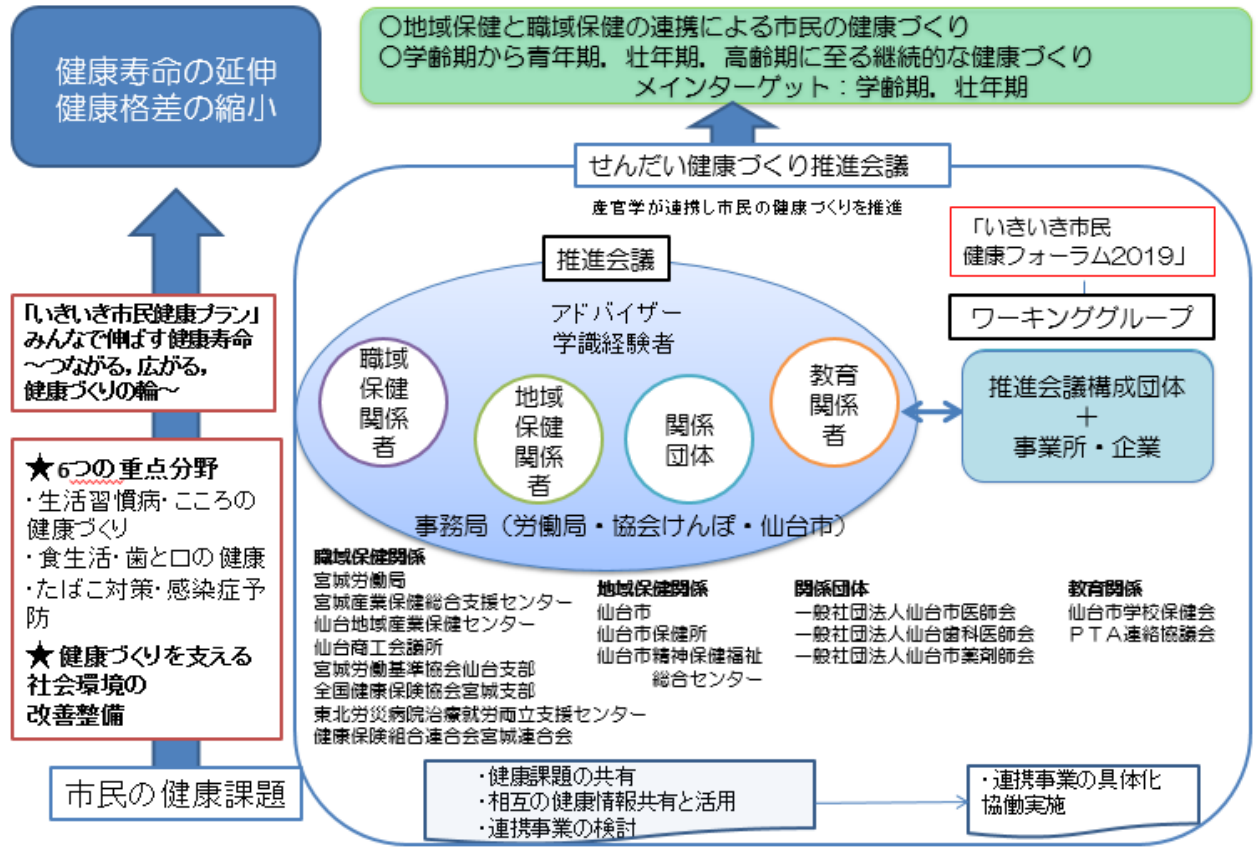 健康寿命の延伸
健康格差の縮小
〇地域保健と職域保健の連携による市民の健康づくり
〇学齢期から青年期，壮年期，高齢期に至る継続的な健康づくり
メインターゲット：学齢期，壮年期
せんだい健康づくり推進会議
産官学が連携し市民の健康づくりを推進
「いきいき市民
健康フォーラム2019」
ワーキンググループ
推進会議構成団体
＋
事業所・企業
推進会議
アドバイザー
学識経験者
職域
保健
関係
者
地域
保健
関係
者
関係
団体
教育
関係
者
事務局（労働局・協会けんぽ・仙台市）
「いきいき市民健康プラン」
みんなで伸ばす健康寿命
～つながる，広がる，
健康づくりの輪～
★6つの重点分野
・生活習慣病・こころの
健康づくり
・食生活・歯と口の健康
・たばこ対策・感染症予
防
★健康づくりを支える
社会環境の
改善整備
市民の健康課題
職域保健関係
宮城労働局
宮城産業保健総合支援センター
仙台地域産業保健センター
仙台商工会議所
宮城労働基準協会仙台支部
全国健康保険協会宮城支部
東北労災病院治療就労両立支援センター
健康保険組合連合会宮城連合会
地域保健関係
仙台市
仙台市保健所
仙台市精神保健福祉
総合センター
関係団体
一般社団法人仙台市医師会
一般社団法人仙台歯科医師会
一般社団法人仙台市薬剤師会
教育関係
仙台市学校保健会
ＰＴＡ連絡協議会
・健康課題の共有
・相互の健康情報共有と活用
・連携事業の検討
・連携事業の具体化
協働実施